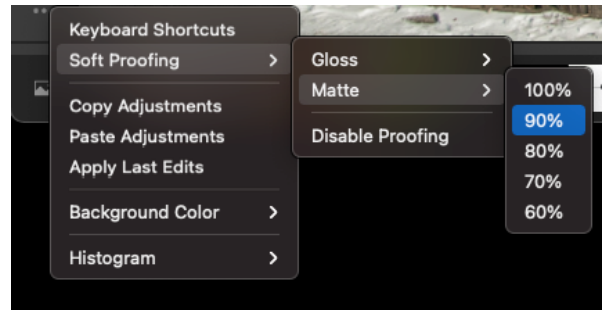 Keyboard Shortcuts
Soft Proofing
Copy Adjustments
Paste Adjustments
Apply Last Edits
Background Color
Histogram
Gloss
Matte
Disable Proofing
100%
90%
80%
70%
60%